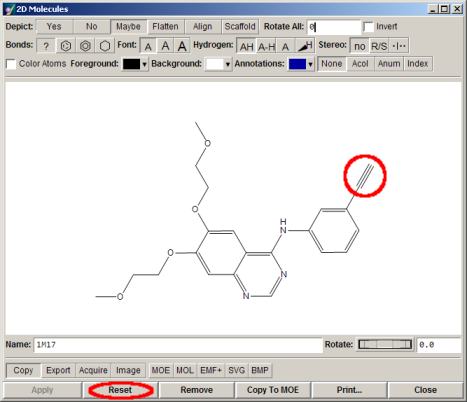 2D Molecules
Depict: Yes No Maybe Flatten Align Scaffold Rotate All: 0 Invert
Bonds: ? Font: A A A Hydrogen: AH A-H A H Stereo: no R/S
Color Atoms Foreground: Background: Annotations: None Acol Anum Index
O
O
H
N
O
N
N
O
Name: 1M17 Rotate: 0.0
Copy Export Acquire Image MOE MOL EMF+ SVG BMP
Apply Reset Remove Copy To MOE Print... Close